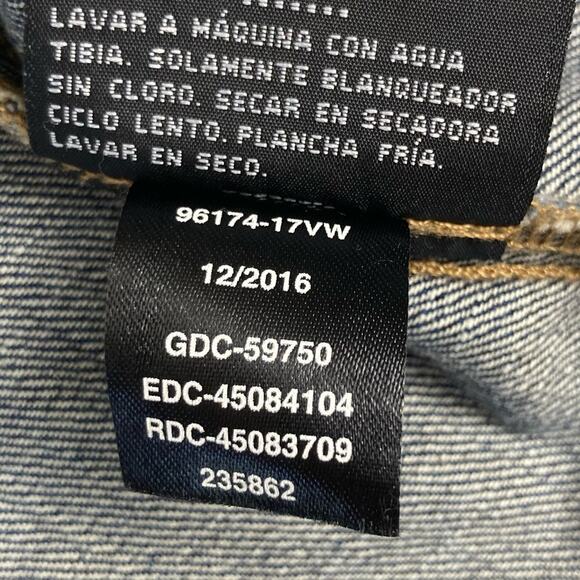 LAVAR A MÁQUINA CON AGUA
TIBIA. SOLAMENTE BLANQUEADOR
SIN CLORO. SECAR EN SECADORA
CICLO LENTO. PLANCHA FRÍA.
LAVAR EN SECO.
96174-17VW
12/2016
GDC-59750
EDC-45084104
RDC-45083709
235862